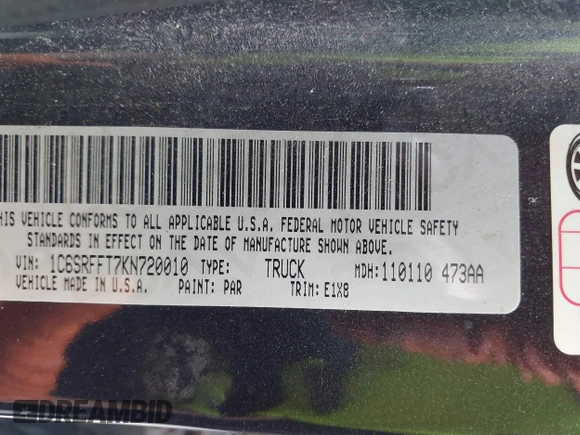 HIS VEHICLE CONFORMS TO ALL APPLICABLE U.S.A. FEDERAL MOTOR VEHICLE SAFETY
STANDARDS IN EFFECT ON THE DATE OF MANUFACTURE SHOWN ABOVE.
VIN: 1C6SRFFT7KN720010 TYPE: TRUCK MDH: 110110 473AA
VEHICLE MADE IN U.S.A. PAINT: PAR TRIM: E1X8
DREAMBID